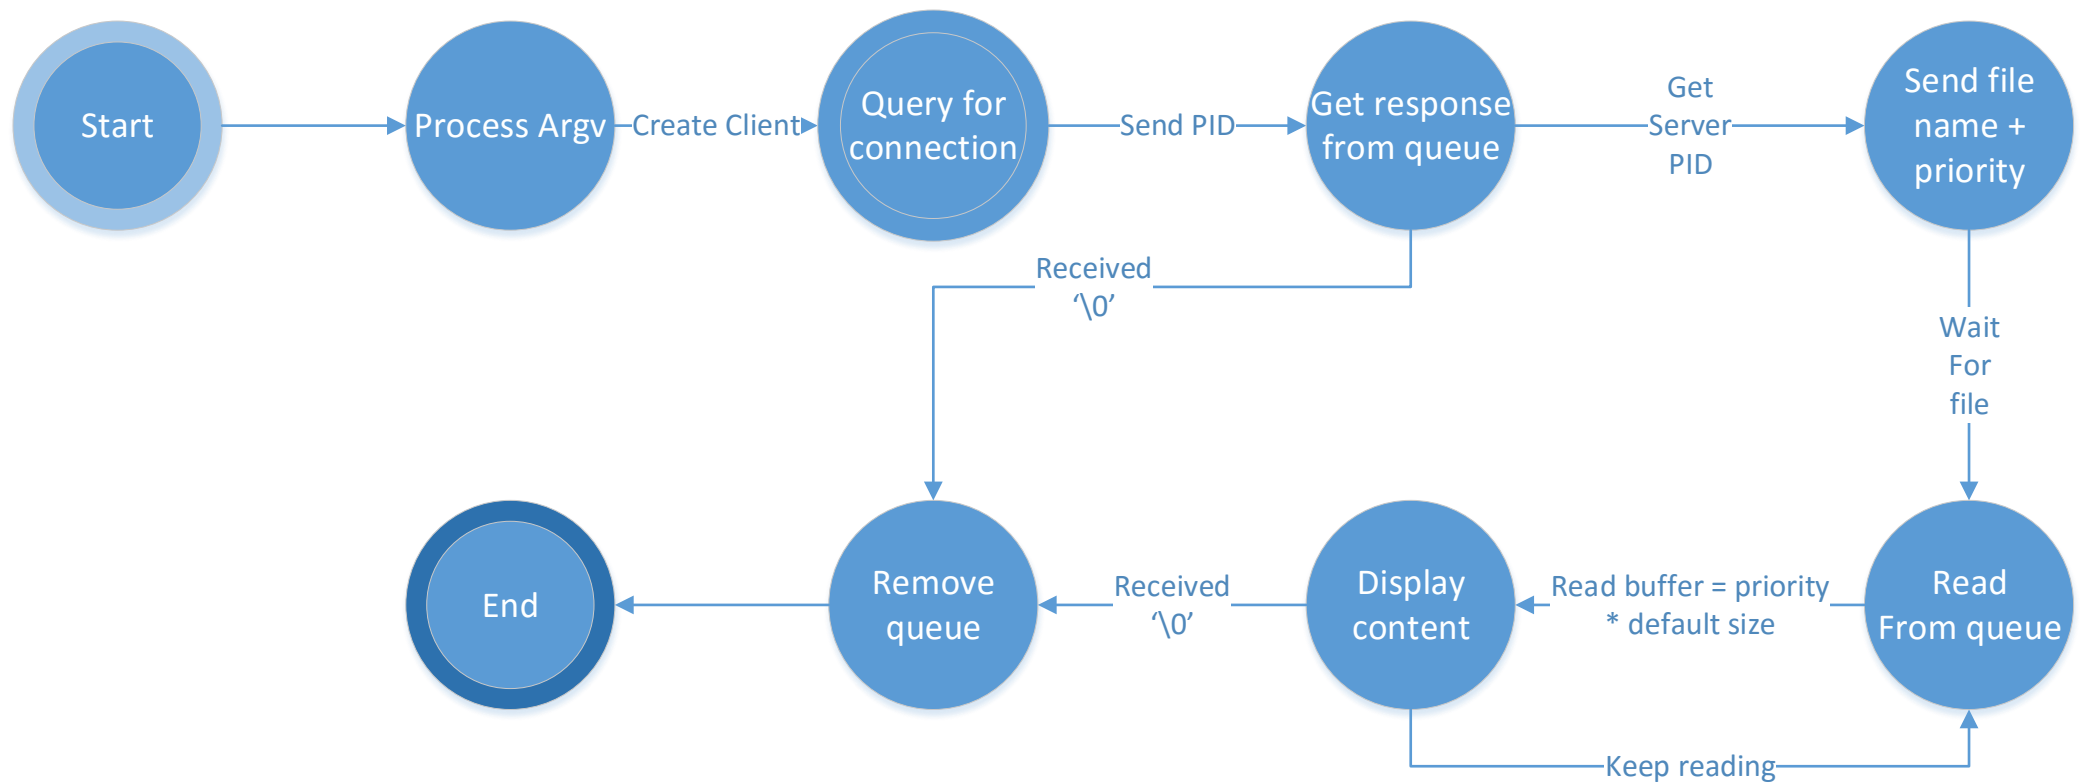 Start
Process Argv
Create Client
Query for
connection
Send PID
Get response
from queue
Get
Server
PID
Send file
name +
priority
Received
‘\0’
Wait
For
file
End
Remove
queue
Received
‘\0’
Display
content
Read buffer = priority
* default size
Read
From queue
Keep reading